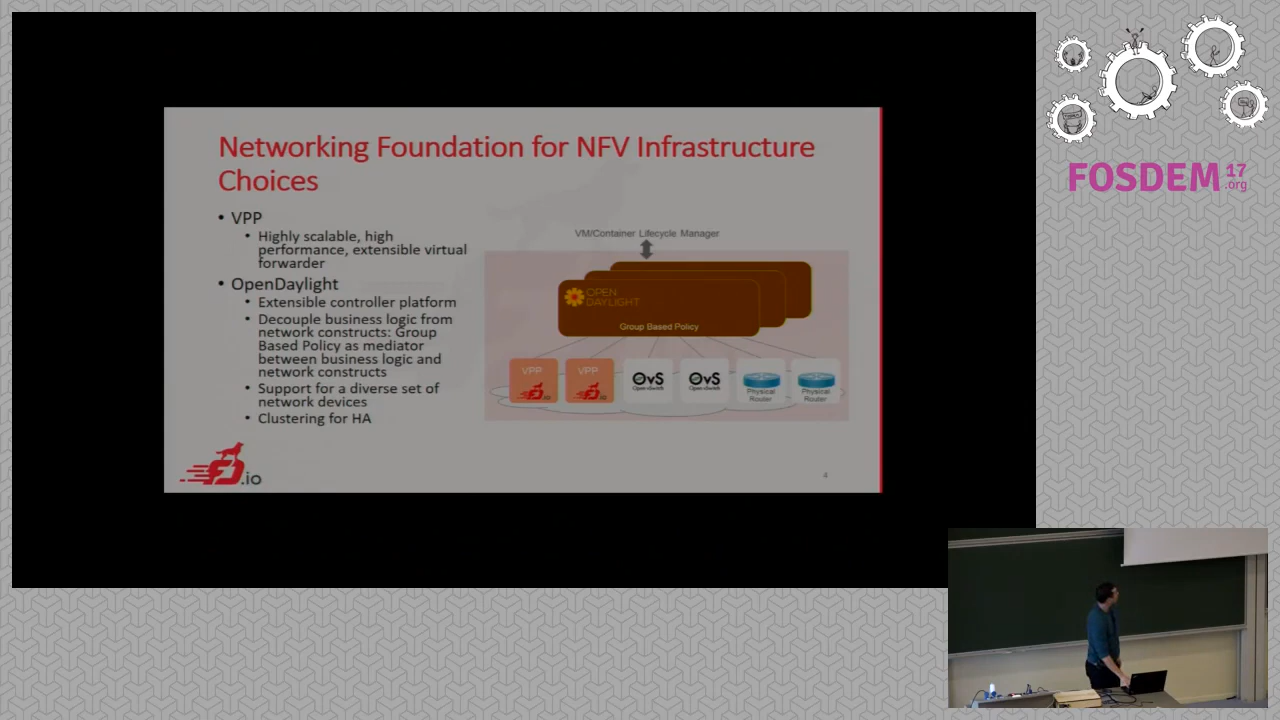 Networking Foundation for NFV Infrastructure
Choices
• VPP
• Highly scalable, high
performance, extensible virtual
forwarder
• OpenDaylight
• Extensible controller platform
• Decouple business logic from
network constructs: Group
Based Policy as mediator
between business logic and
network constructs
• Support for a diverse set of
network devices
• Clustering for HA
VM/Container Lifecycle Manager
OPEN
DAYLIGHT
Group Based Policy
VPP
.io
VPP
.io
OvS
Open vSwitch
OvS
Open vSwitch
Physical
Router
Physical
Router
.io
4
FOSDEM 17
.org